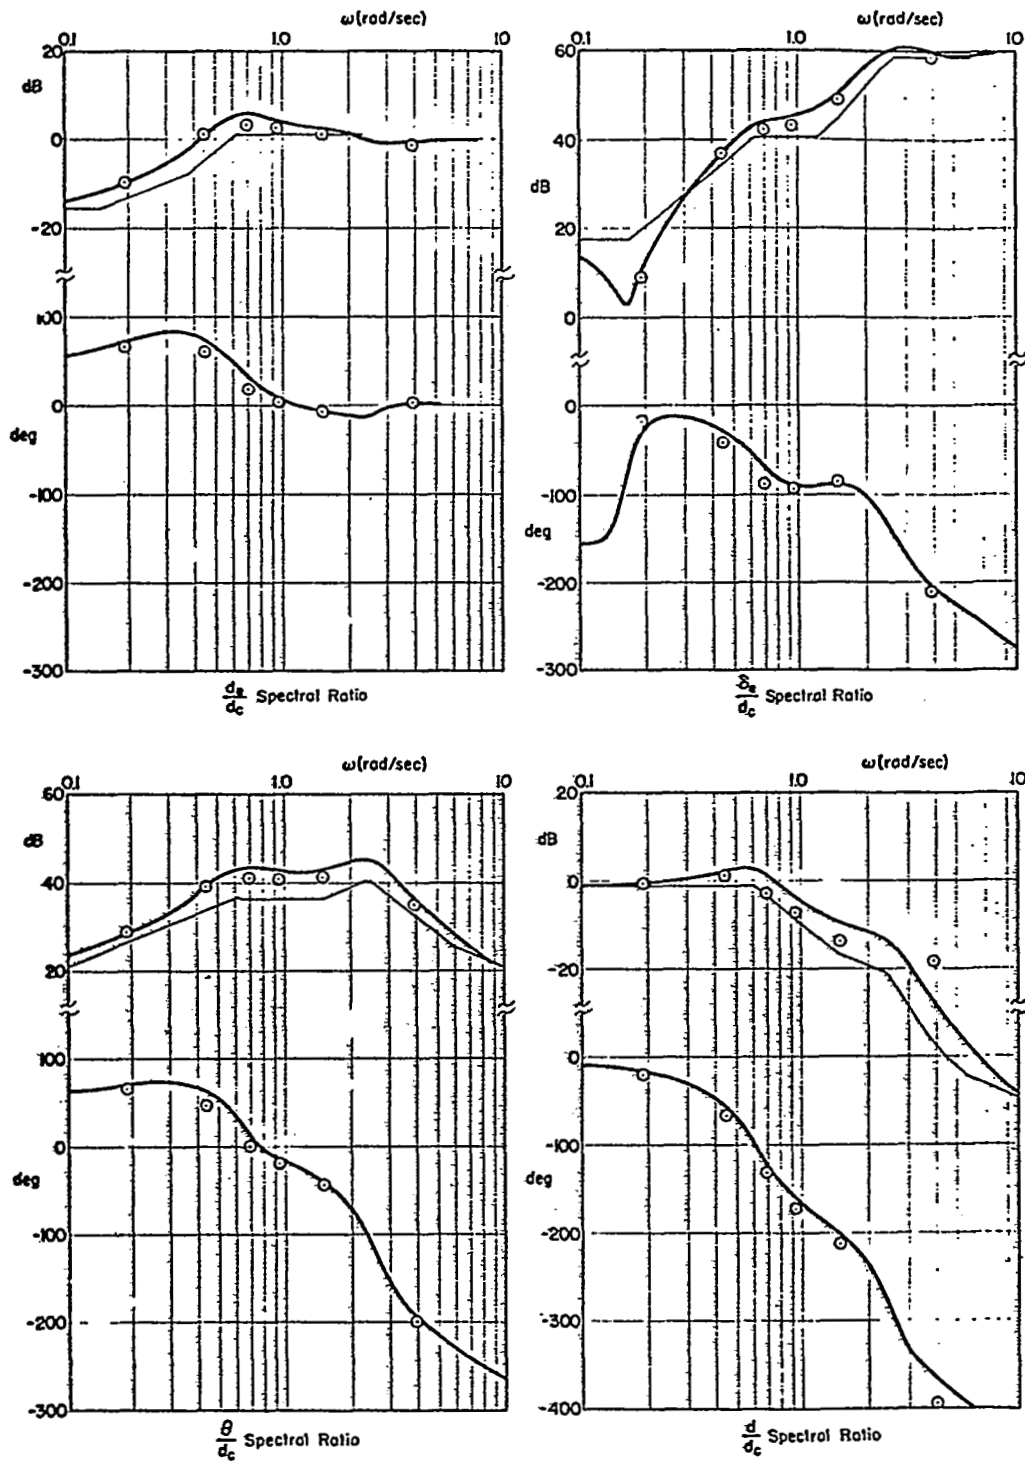 ω(rad/sec)
0.1 1.0 10
20
dB
0
-20
100
0
deg
-100
-200
-300
d_e/d_c Spectral Ratio
ω(rad/sec)
0.1 1.0 10
60
40
dB
20
0
0
-100
deg
-200
-300
δ_e/d_c Spectral Ratio
ω(rad/sec)
0.1 1.0 10
60
dB
40
20
100
0
deg
-100
-200
-300
θ/d_c Spectral Ratio
ω(rad/sec)
0.1 1.0 10
20
dB
0
-20
0
-100
deg
-200
-300
-400
d/d_c Spectral Ratio